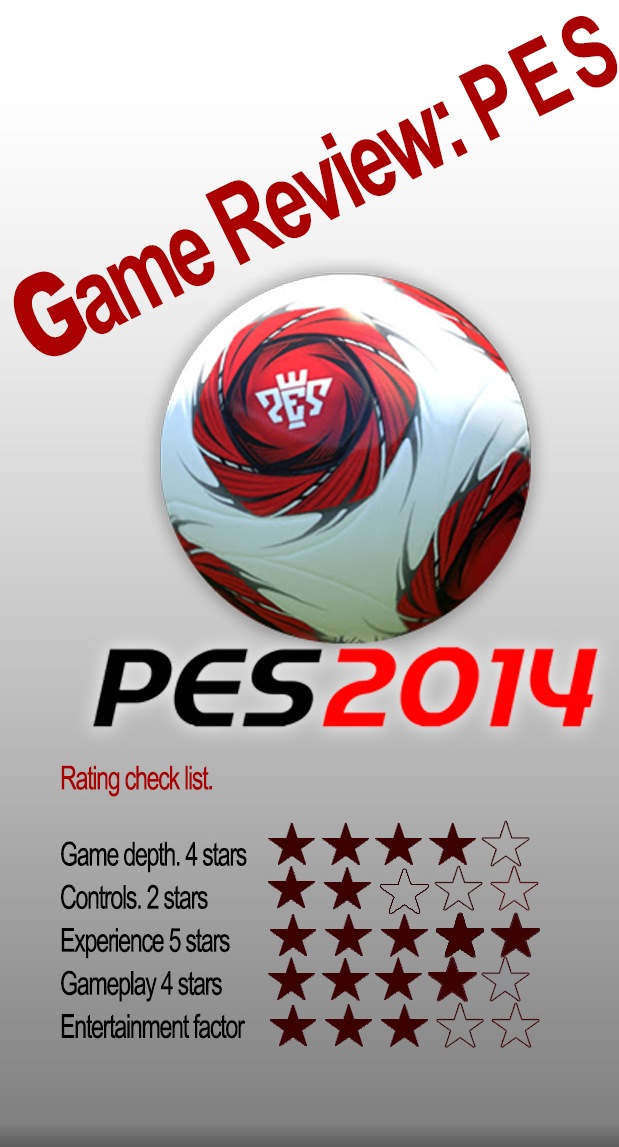 Game Review: PES
PES
PES2014
Rating check list.
Game depth. 4 stars
Controls. 2 stars
Experience 5 stars
Gameplay 4 stars
Entertainment factor